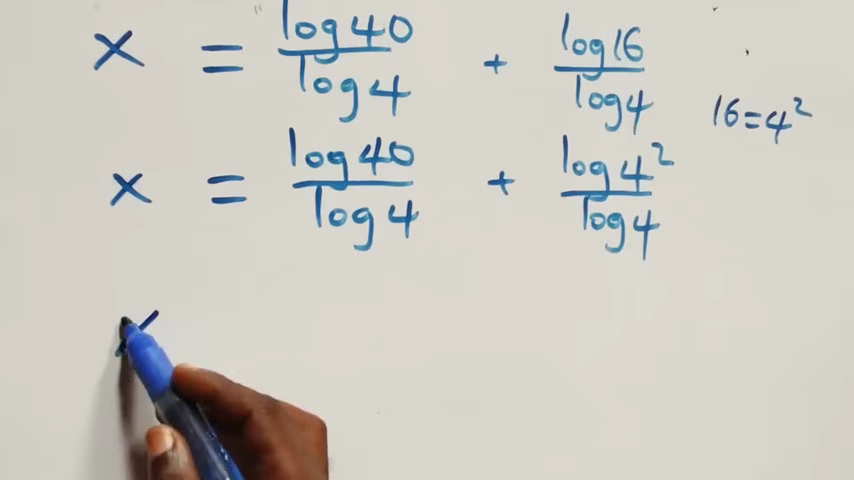 x = log40/log4 + log16/log4
16=4²
x = log40/log4 + log4²/log4
x